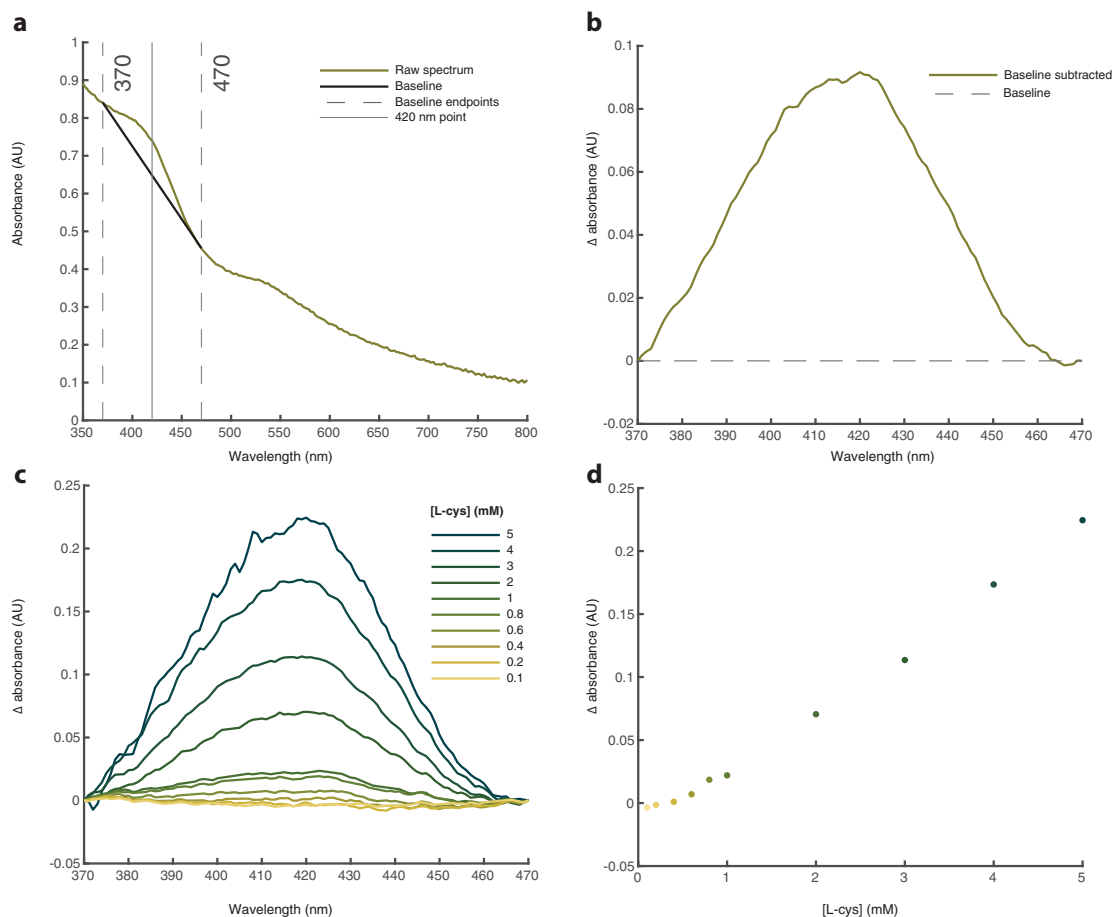 a
1
0.9
0.8
0.7
0.6
0.5
0.4
0.3
0.2
0.1
0
350 400 450 500 550 600 650 700 750 800
Absorbance (AU)
Wavelength (nm)
370
470
Raw spectrum
Baseline
Baseline endpoints
420 nm point
b
0.1
0.08
0.06
0.04
0.02
0
-0.02
370 380 390 400 410 420 430 440 450 460 470
Δ absorbance (AU)
Wavelength (nm)
Baseline subtracted
Baseline
c
0.25
0.2
0.15
0.1
0.05
0
-0.05
370 380 390 400 410 420 430 440 450 460 470
Δ absorbance (AU)
Wavelength (nm)
[L-cys] (mM)
5
4
3
2
1
0.8
0.6
0.4
0.2
0.1
d
0.25
0.2
0.15
0.1
0.05
0
-0.05
0 1 2 3 4 5
Δ absorbance (AU)
[L-cys] (mM)